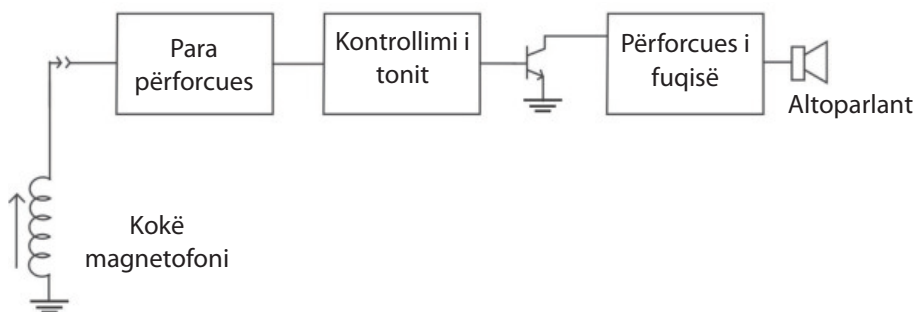 Para
përforcues
Kontrollimi i
tonit
Përforcues i
fuqisë
Altoparlant
Kokë
magnetofoni